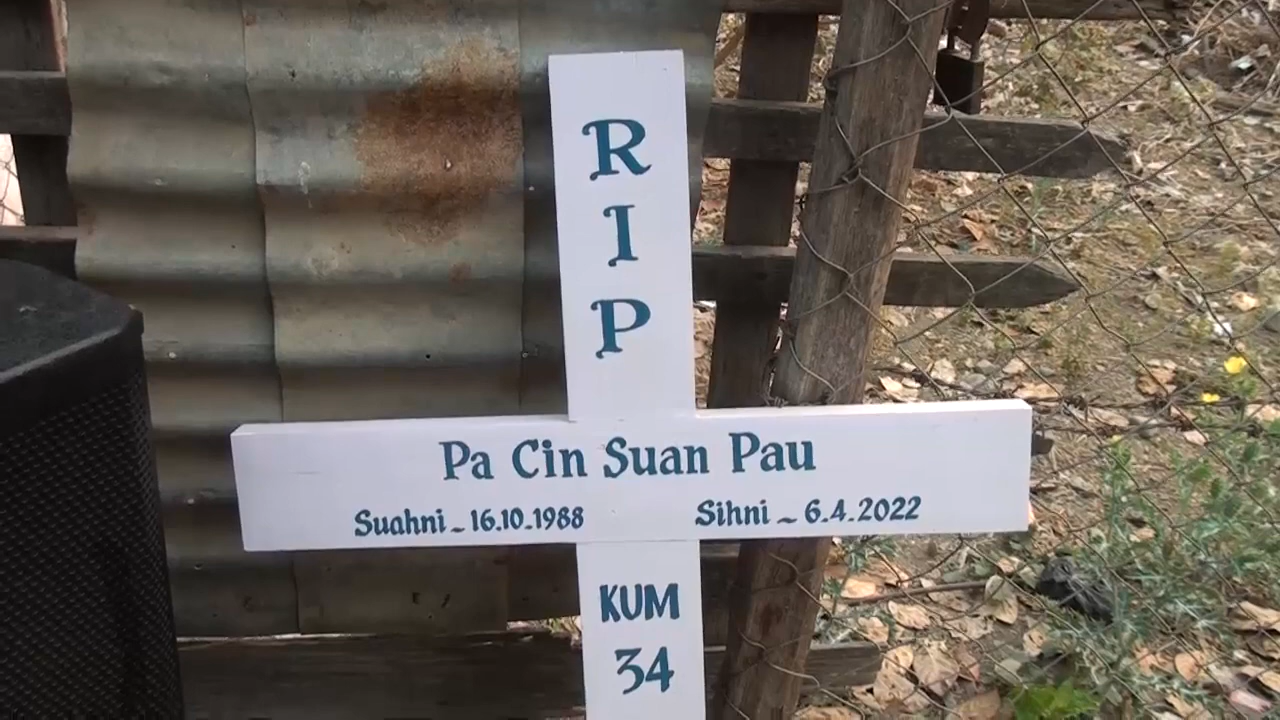 R
I
P
Pa Cin Suan Pau
Suahni - 16.10.1988
Sihni ~ 6.4.2022
KUM
34